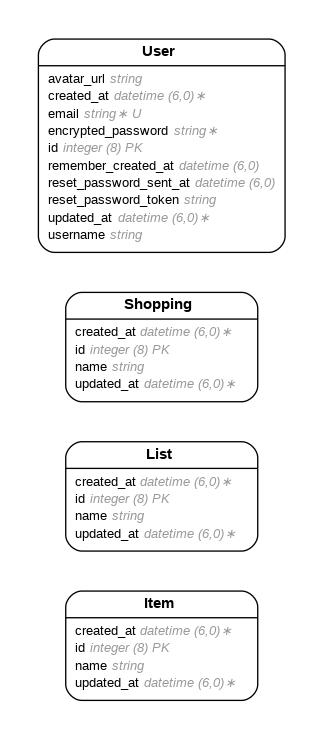 User
avatar_url string
created_at datetime (6,0)∗
email string∗ U
encrypted_password string∗
id integer (8) PK
remember_created_at datetime (6,0)
reset_password_sent_at datetime (6,0)
reset_password_token string
updated_at datetime (6,0)∗
username string
Shopping
created_at datetime (6,0)∗
id integer (8) PK
name string
updated_at datetime (6,0)∗
List
created_at datetime (6,0)∗
id integer (8) PK
name string
updated_at datetime (6,0)∗
Item
created_at datetime (6,0)∗
id integer (8) PK
name string
updated_at datetime (6,0)∗